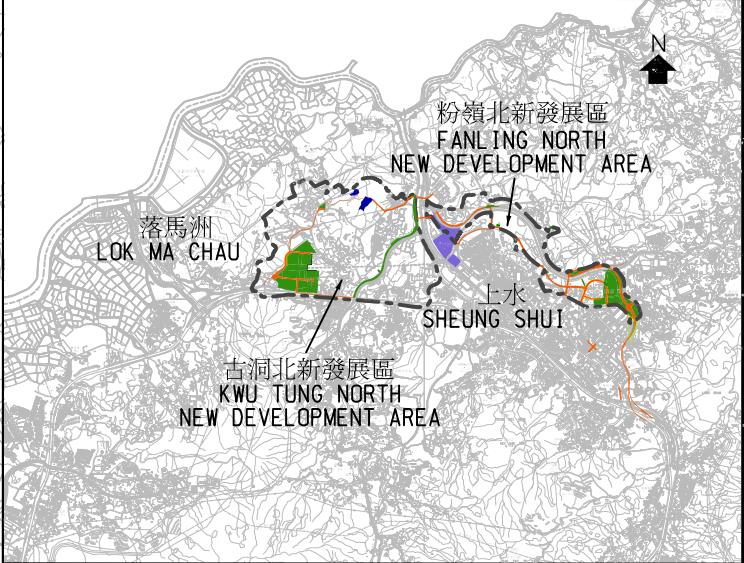 N
粉嶺北新發展區
FANLING NORTH
NEW DEVELOPMENT AREA
落馬洲
LOK MA CHAU
上水
SHEUNG SHUI
古洞北新發展區
KWU TUNG NORTH
NEW DEVELOPMENT AREA